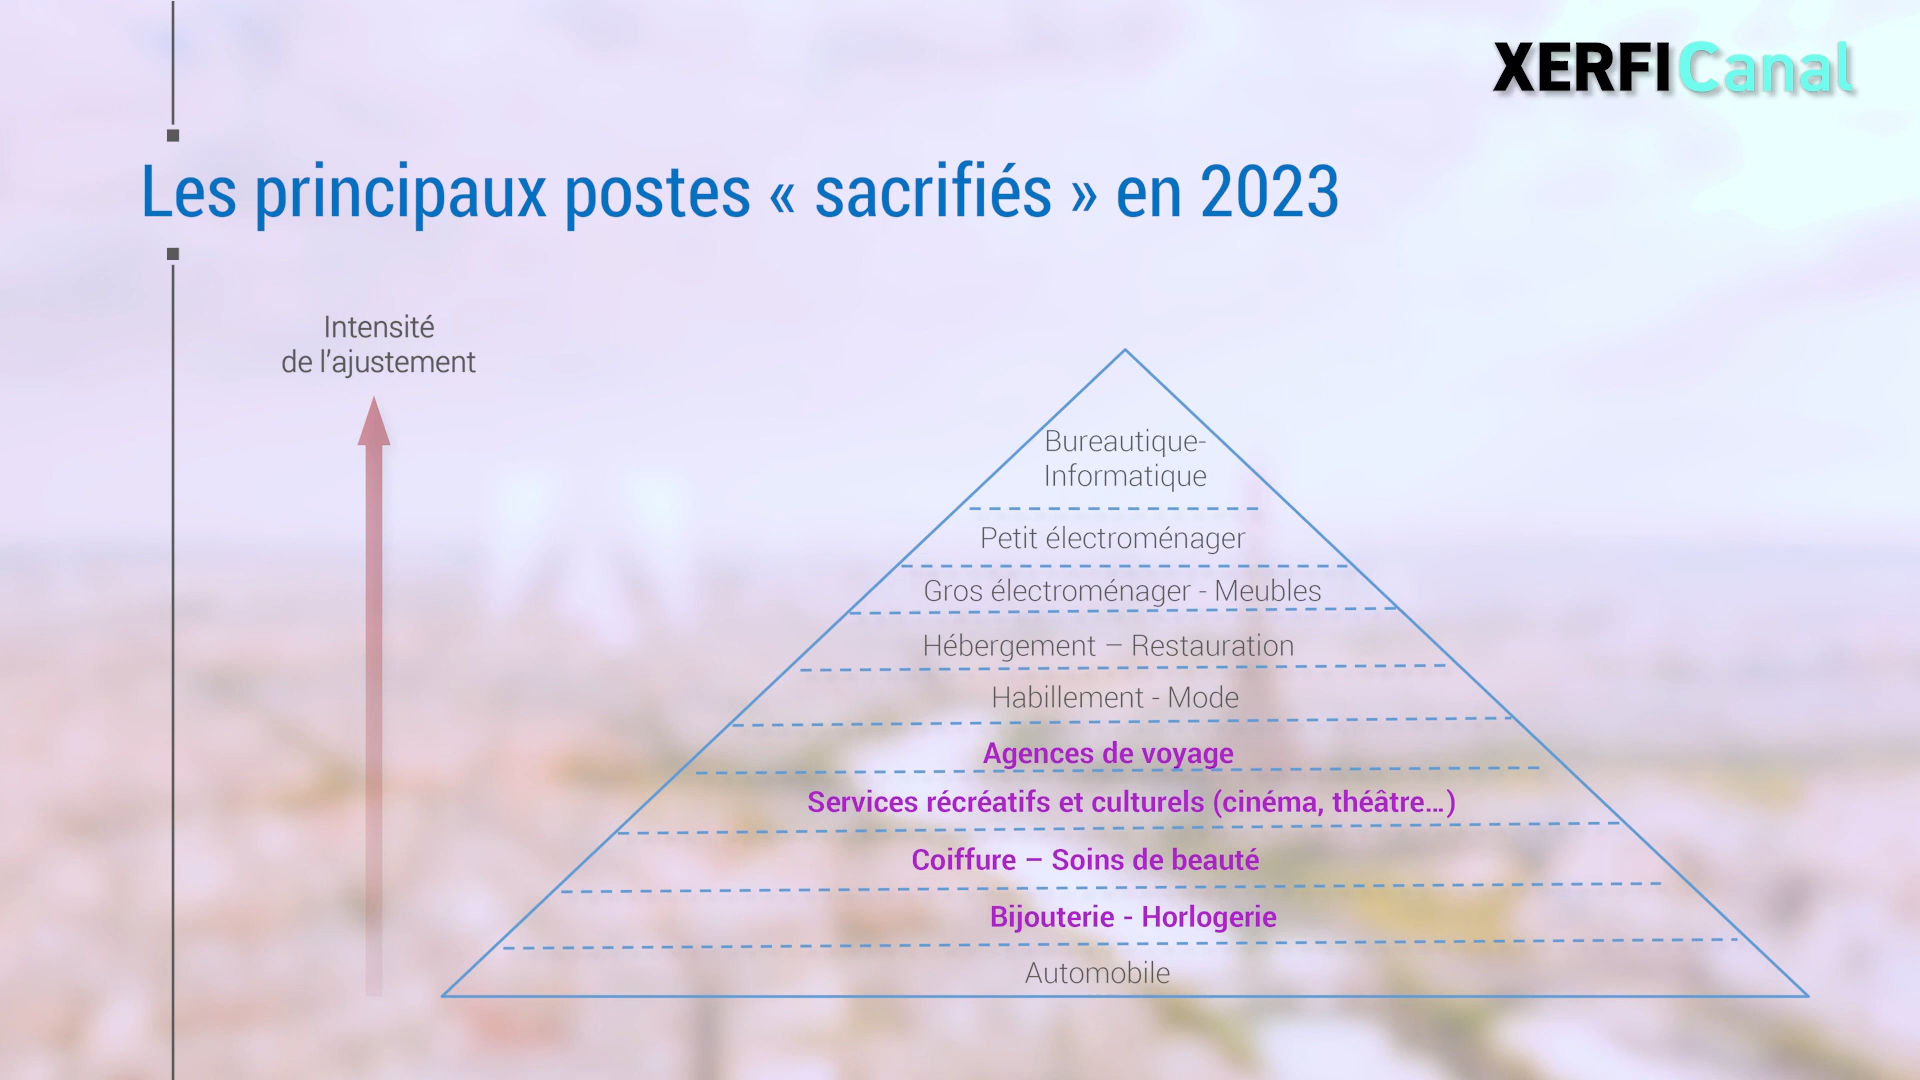 XERFI Canal
Les principaux postes « sacrifiés » en 2023
Intensité
de l'ajustement
Bureautique-
Informatique
Petit électroménager
Gros électroménager - Meubles
Hébergement – Restauration
Habillement - Mode
Agences de voyage
Services récréatifs et culturels (cinéma, théâtre...)
Coiffure – Soins de beauté
Bijouterie - Horlogerie
Automobile